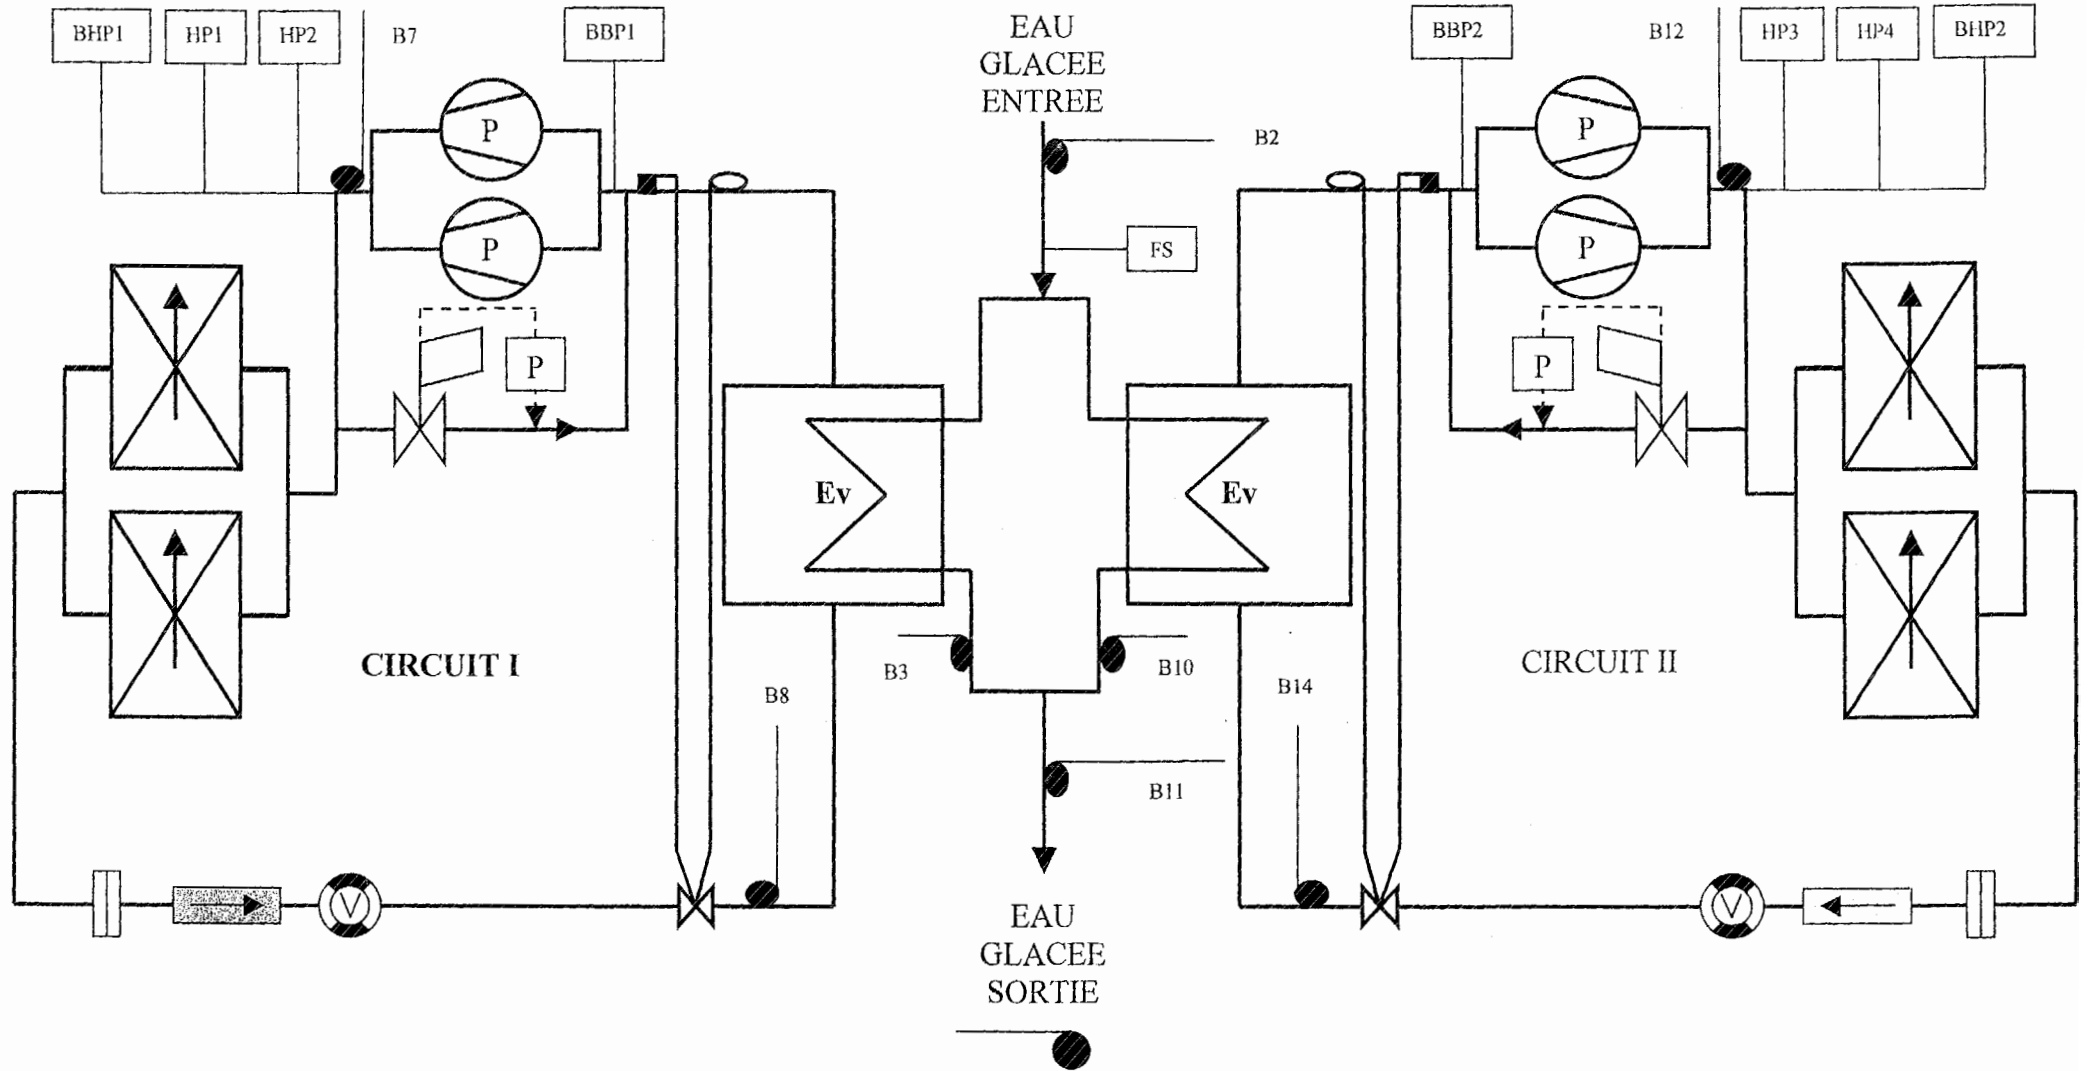 BHP1
HP1
HP2
B7
BBP1
EAU
GLACEE
ENTREE
BBP2
B12
HP3
HP4
BHP2
P
P
B2
P
P
FS
P
P
Ev
Ev
CIRCUIT I
B3
B10
CIRCUIT II
B8
B14
B11
V
V
EAU
GLACEE
SORTIE